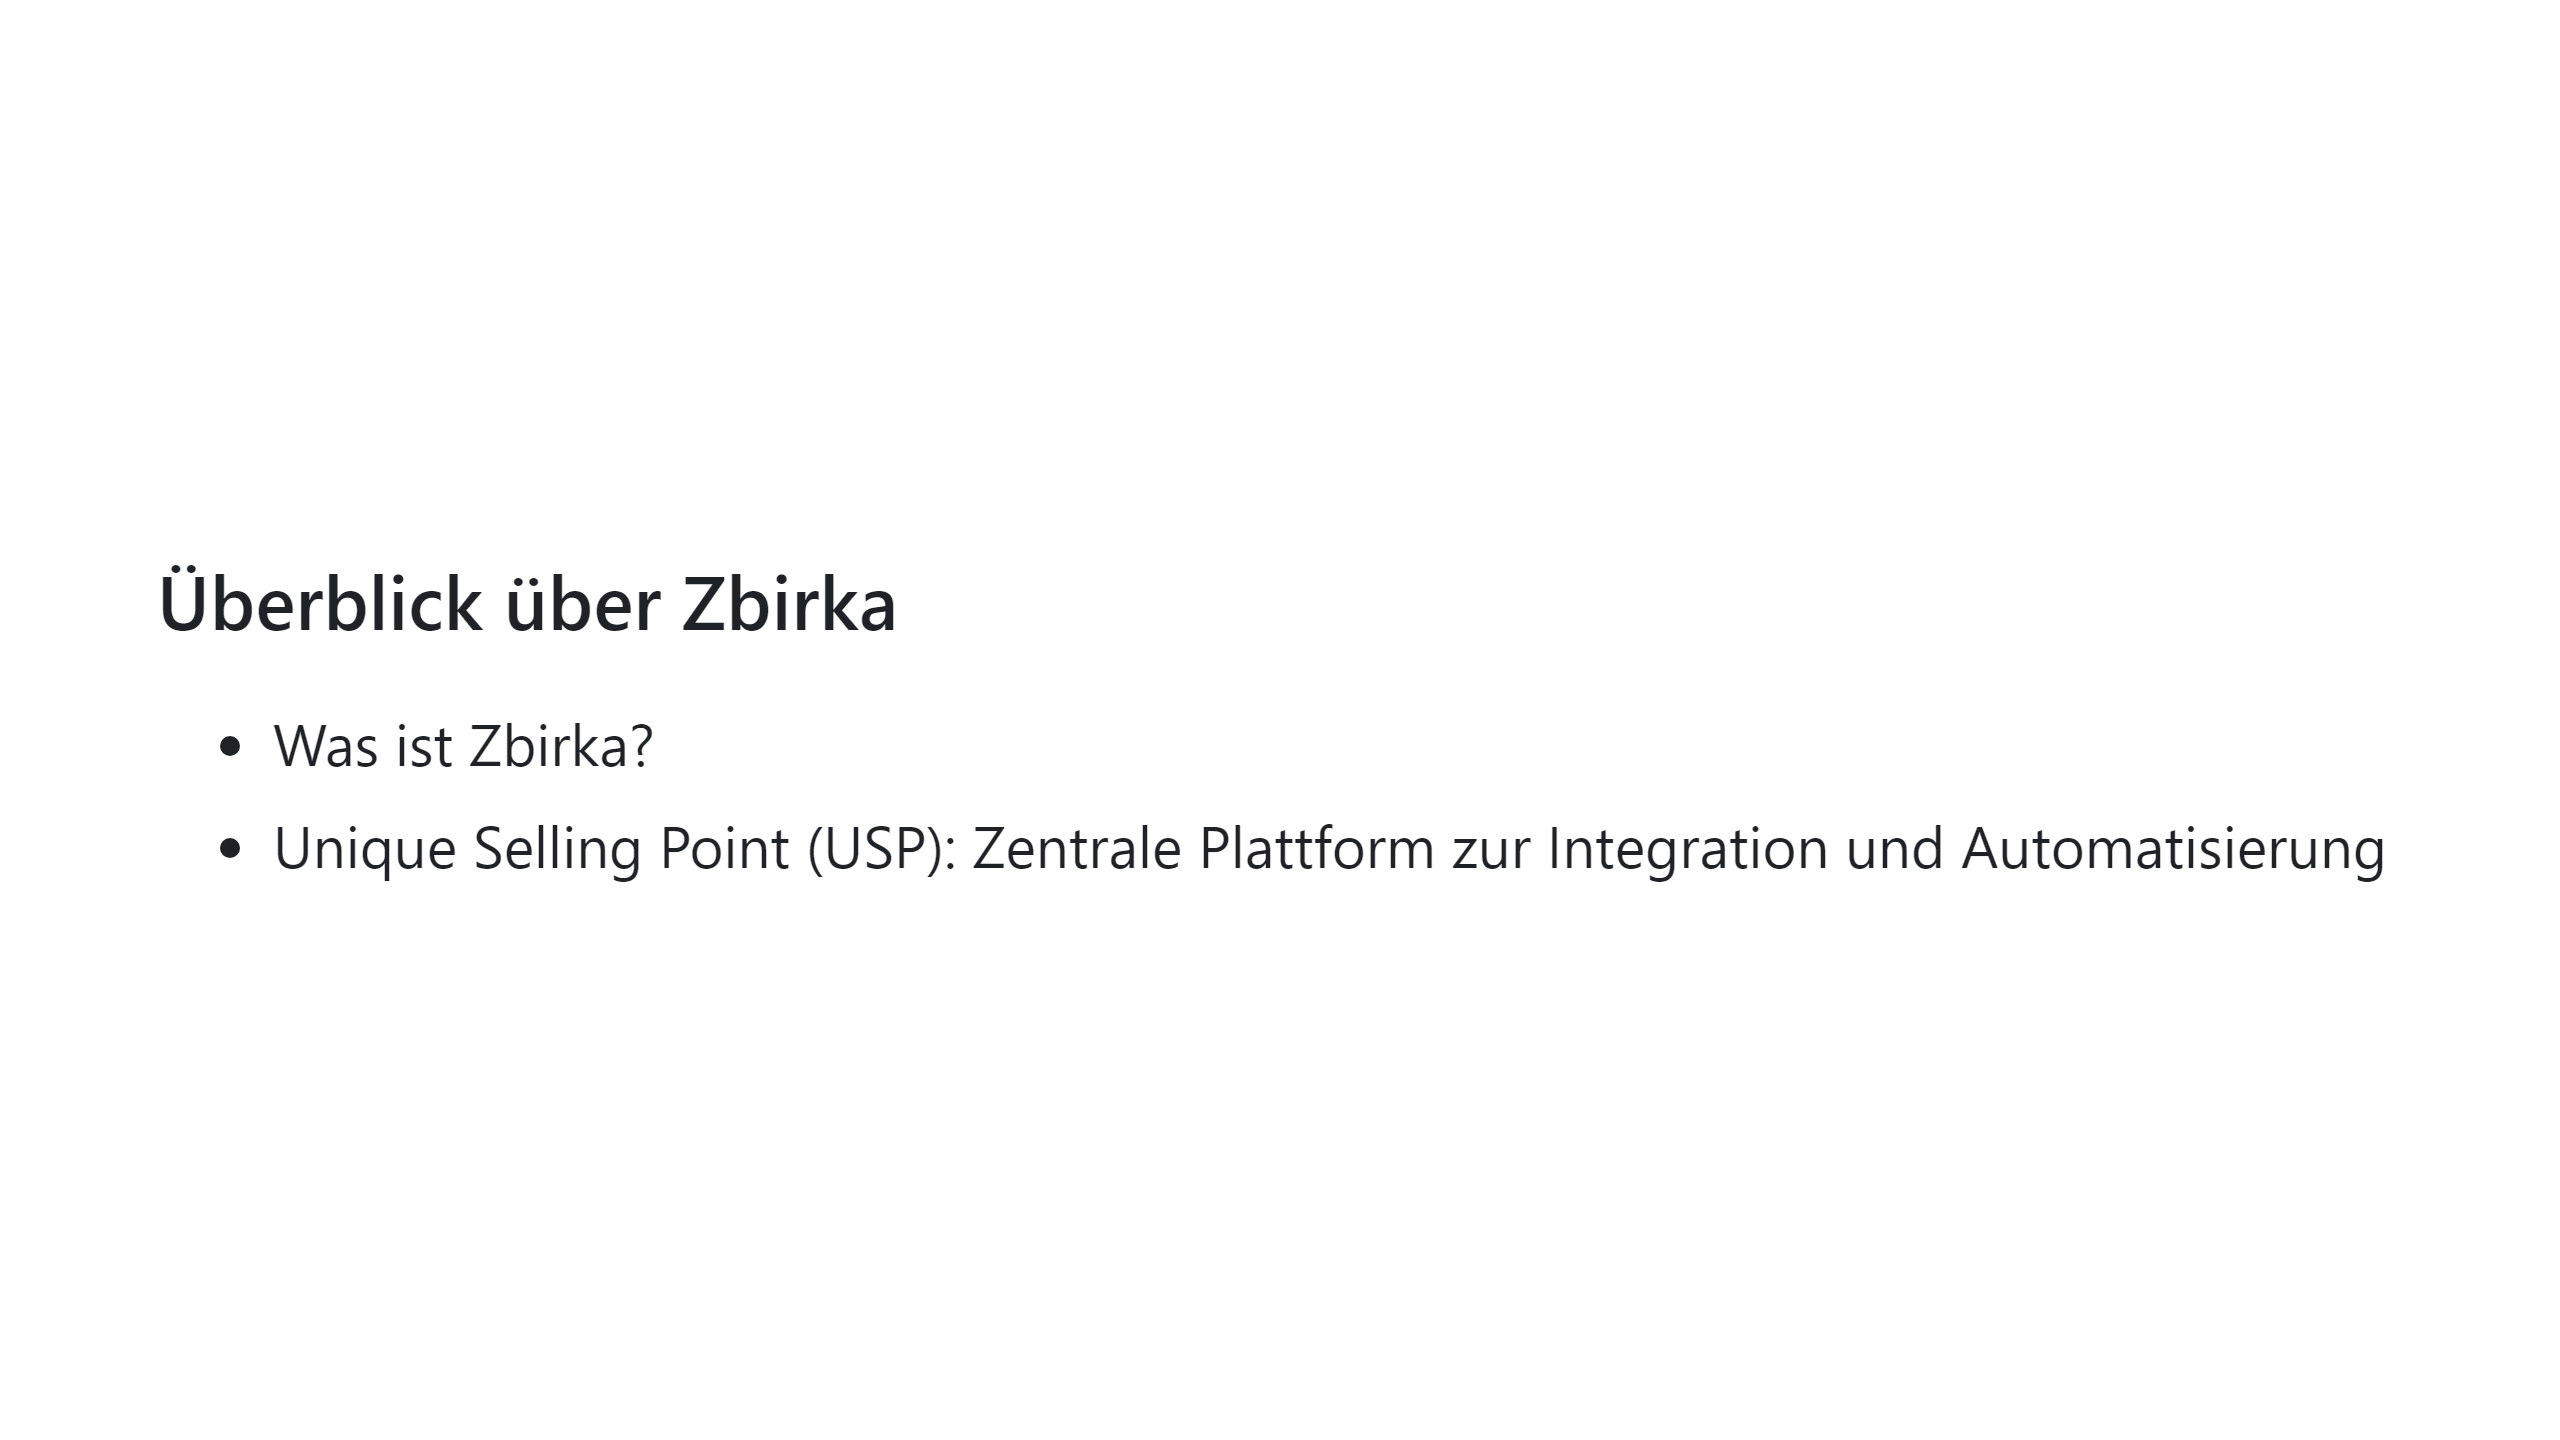 Überblick über Zbirka
• Was ist Zbirka?
• Unique Selling Point (USP): Zentrale Plattform zur Integration und Automatisierung